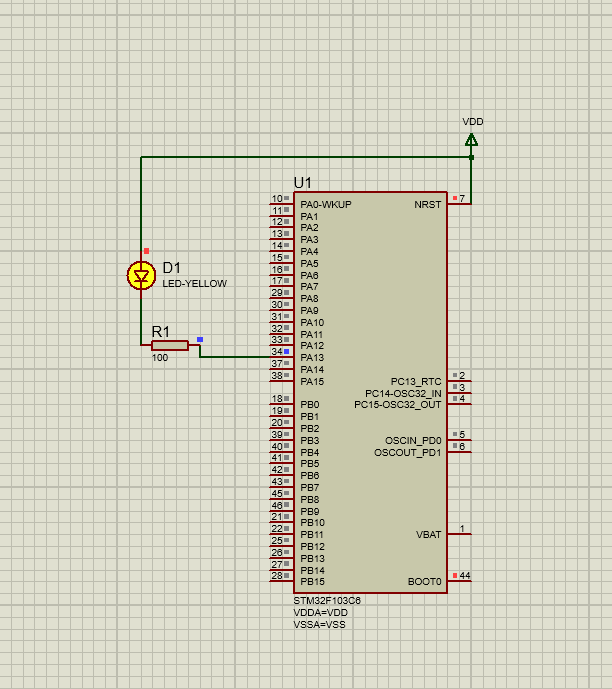 VDD
U1
10 PA0-WKUP NRST 7
11 PA1
12 PA2
13 PA3
14 PA4
15 PA5
16 PA6
17 PA7
29 PA8
30 PA9
31 PA10
32 PA11
33 PA12
34 PA13
37 PA14
38 PA15
D1
LED-YELLOW
R1
100
PC13_RTC 2
PC14-OSC32_IN 3
PC15-OSC32_OUT 4
18 PB0
19 PB1
20 PB2
39 PB3
40 PB4
41 PB5
42 PB6
43 PB7
45 PB8
46 PB9
21 PB10
22 PB11
25 PB12
26 PB13
27 PB14
28 PB15
OSCIN_PD0 5
OSCOUT_PD1 6
VBAT 1
BOOT0 44
STM32F103C6
VDDA=VDD
VSSA=VSS